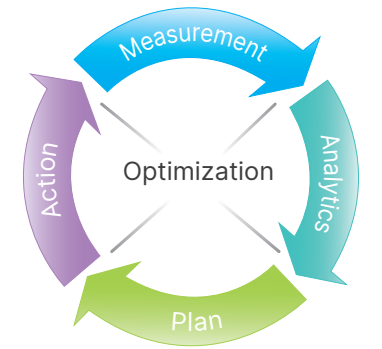 Measurement
Analytics
Plan
Action
Optimization